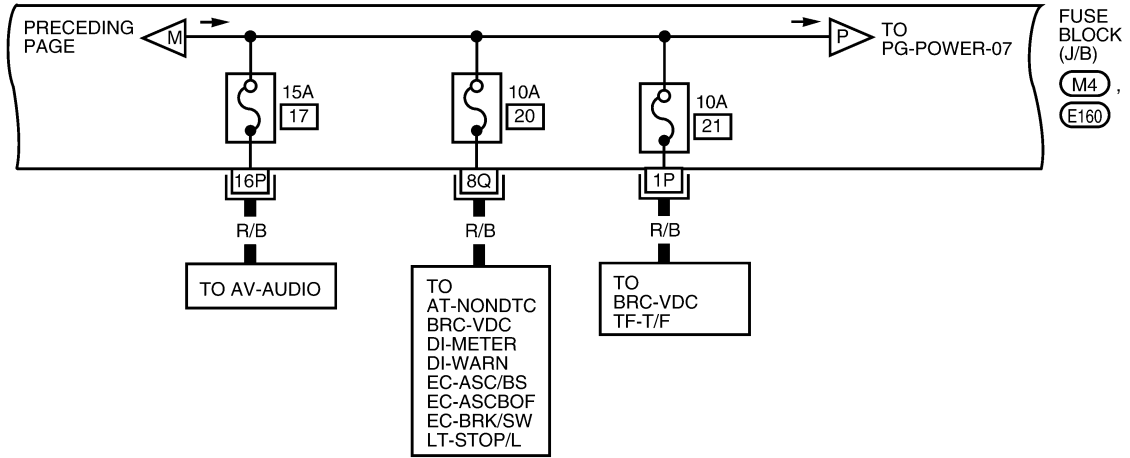 PRECEDING
PAGE
M
P
TO
PG-POWER-07
FUSE
BLOCK
(J/B)
M4 ,
E160
15A
17
10A
20
10A
21
16P
8Q
1P
R/B
R/B
R/B
TO AV-AUDIO
TO
AT-NONDTC
BRC-VDC
DI-METER
DI-WARN
EC-ASC/BS
EC-ASCBOF
EC-BRK/SW
LT-STOP/L
TO
BRC-VDC
TF-T/F